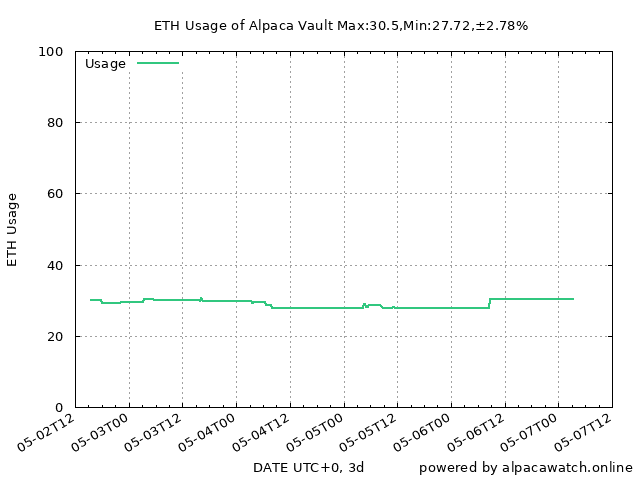 ETH Usage of Alpaca Vault Max:30.5,Min:27.72,±2.78%
Usage
100
80
60
40
20
0
ETH Usage
05-02T12
05-03T00
05-03T12
05-04T00
05-04T12
05-05T00
05-05T12
05-06T00
05-06T12
05-07T00
05-07T12
DATE UTC+0, 3d
powered by alpacawatch.online